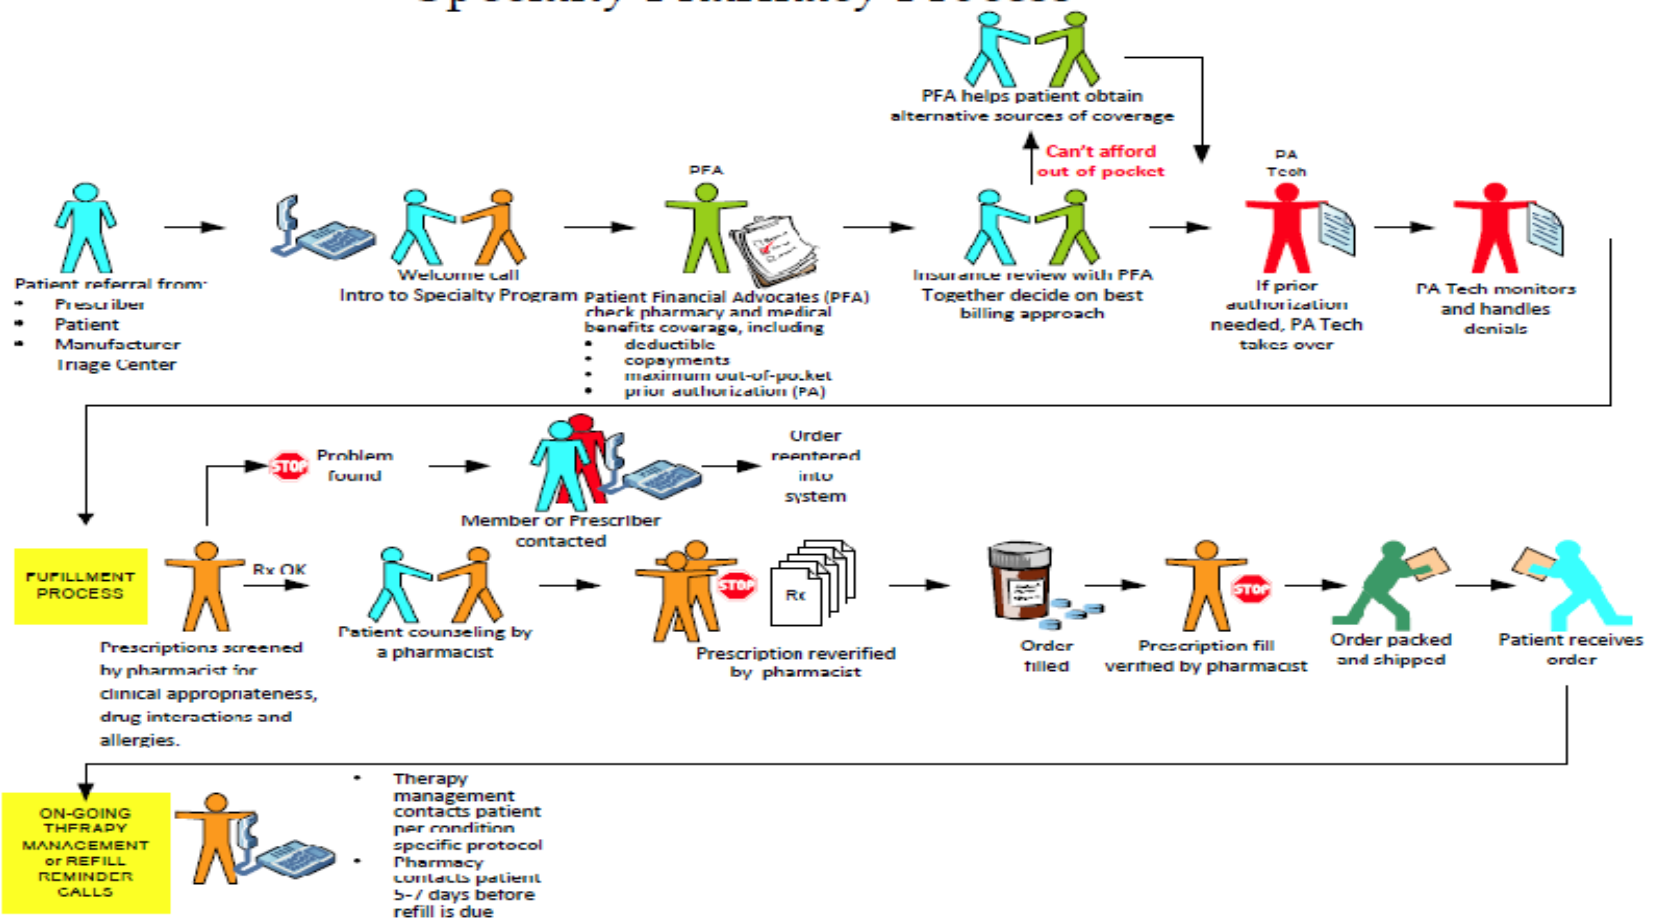 Specialty Pharmacy Process
PFA helps patient obtain
alternative sources of coverage
Can't afford
out of pocket
PFA
PA
Tech
Patient referral from:
• Prescriber
• Patient
• Manufacturer
Triage Center
Welcome call
Intro to Specialty Program
Patient Financial Advocates (PFA)
check pharmacy and medical
benefits coverage, including
• deductible
• copayments
• maximum out-of-pocket
• prior authorization (PA)
Insurance review with PFA
Together decide on best
billing approach
If prior
authorization
needed, PA Tech
takes over
PA Tech monitors
and handles
denials
STOP
Problem
found
Member or Prescriber
contacted
Order
reentered
into
system
FUFILLMENT
PROCESS
Rx OK
Prescriptions screened
by pharmacist for
clinical appropriateness,
drug interactions and
allergies.
Patient counseling by
a pharmacist
STOP
Rx
Prescription reverified
by pharmacist
Order
filled
STOP
Prescription fill
verified by pharmacist
Order packed
and shipped
Patient receives
order
ON-GOING
THERAPY
MANAGEMENT
or REFILL
REMINDER
CALLS
• Therapy
management
contacts patient
per condition
specific protocol
• Pharmacy
contacts patient
5-7 days before
refill is due